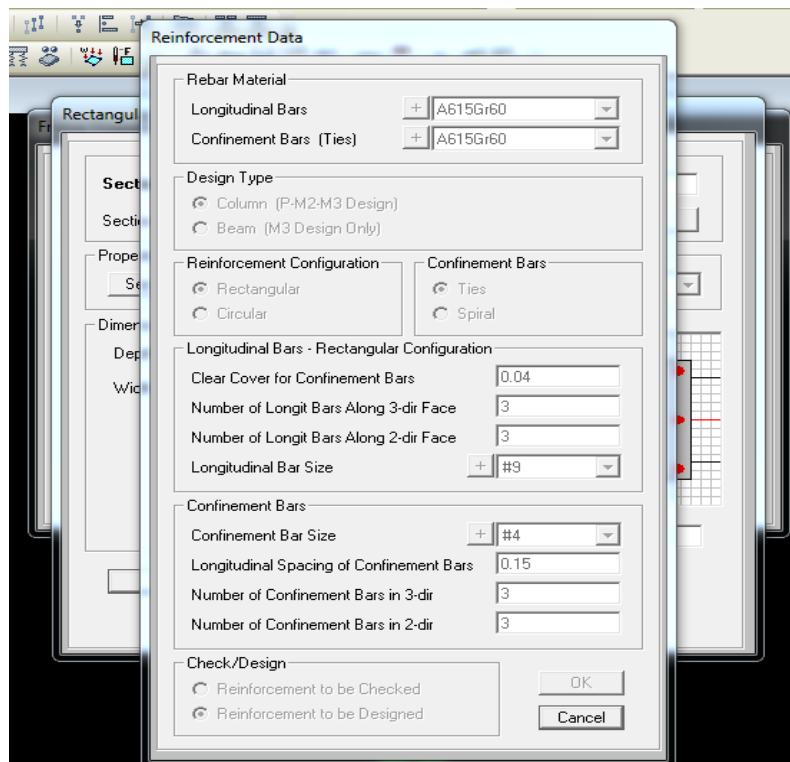 Reinforcement Data
Rebar Material
Longitudinal Bars + A615Gr60
Confinement Bars (Ties) + A615Gr60
Design Type
Column (P-M2-M3 Design)
Beam (M3 Design Only)
Reinforcement Configuration
Rectangular
Circular
Confinement Bars
Ties
Spiral
Longitudinal Bars - Rectangular Configuration
Clear Cover for Confinement Bars 0.04
Number of Longit Bars Along 3-dir Face 3
Number of Longit Bars Along 2-dir Face 3
Longitudinal Bar Size + #9
Confinement Bars
Confinement Bar Size + #4
Longitudinal Spacing of Confinement Bars 0.15
Number of Confinement Bars in 3-dir 3
Number of Confinement Bars in 2-dir 3
Check/Design
Reinforcement to be Checked
Reinforcement to be Designed
OK
Cancel
Rectangul
Sect
Secti
Prope
Se
Dimen
Dep
Wid
Fr